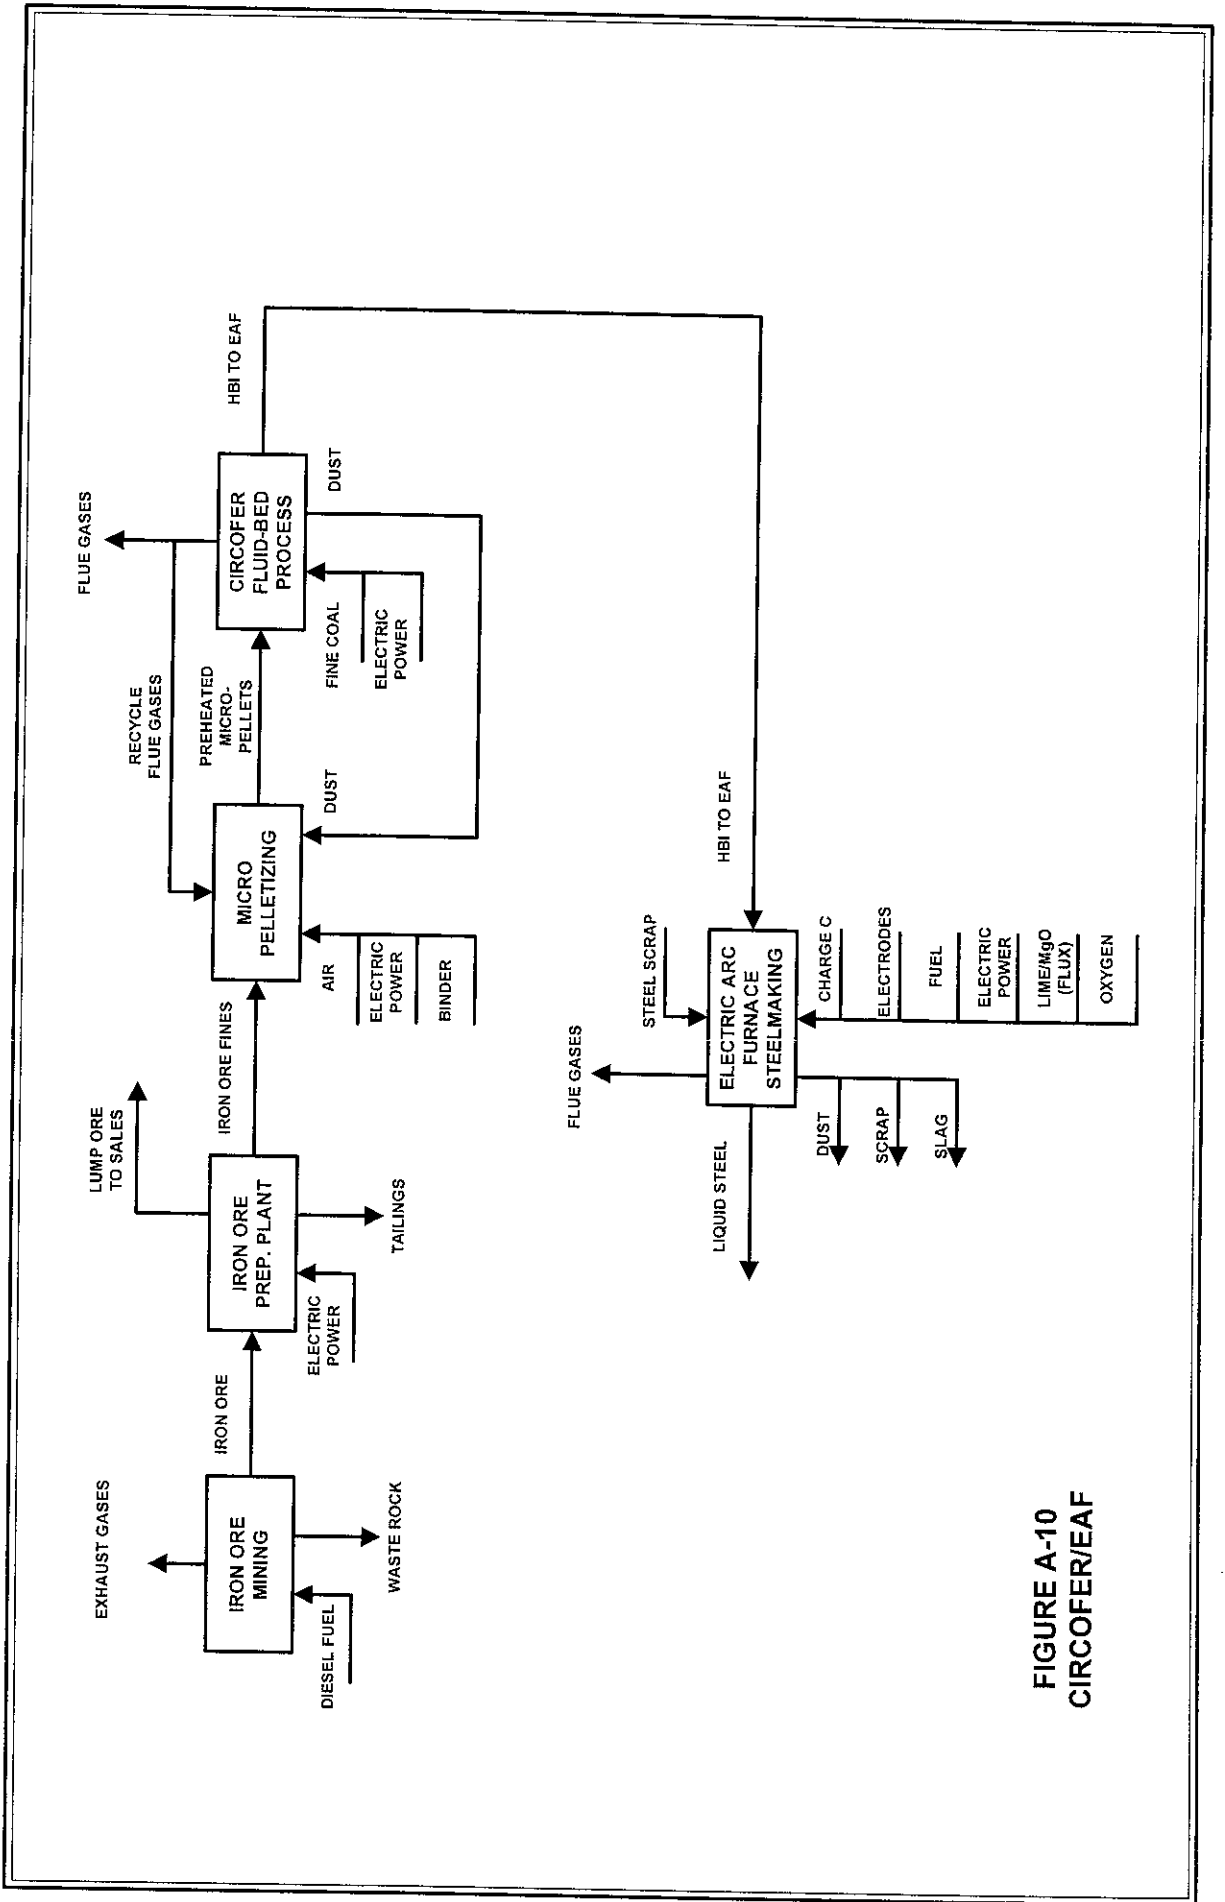 EXHAUST GASES
IRON ORE
MINING
DIESEL FUEL
WASTE ROCK
IRON ORE
LUMP ORE
TO SALES
IRON ORE
PREP. PLANT
ELECTRIC
POWER
TAILINGS
IRON ORE FINES
RECYCLE
FLUE GASES
MICRO
PELLETIZING
AIR
ELECTRIC
POWER
BINDER
DUST
PREHEATED
MICRO-
PELLETS
FLUE GASES
CIRCOFER
FLUID-BED
PROCESS
FINE COAL
ELECTRIC
POWER
DUST
HBI TO EAF
HBI TO EAF
STEEL SCRAP
FLUE GASES
ELECTRIC ARC
FURNACE
STEELMAKING
LIQUID STEEL
DUST
SCRAP
SLAG
CHARGE C
ELECTRODES
FUEL
ELECTRIC
POWER
LIME/MgO
(FLUX)
OXYGEN
FIGURE A-10
CIRCOFER/EAF